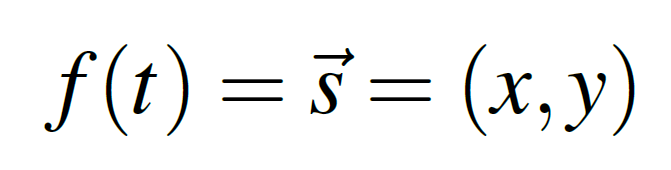 f(t) = s⃗ = (x, y)